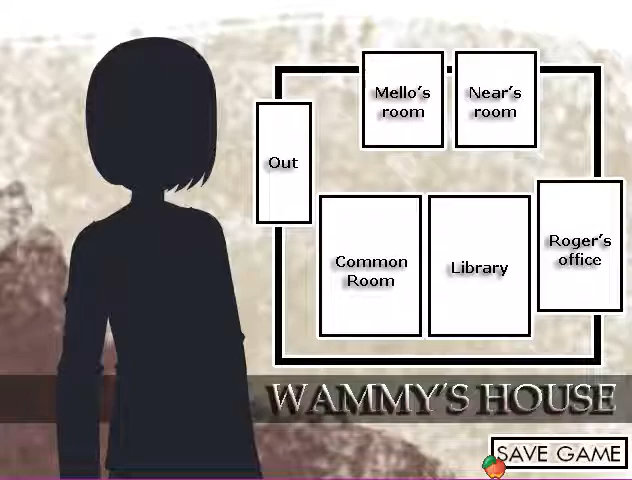 Mello's
room
Near's
room
Out
Common
Room
Library
Roger's
office
WAMMY'S HOUSE
SAVE GAME